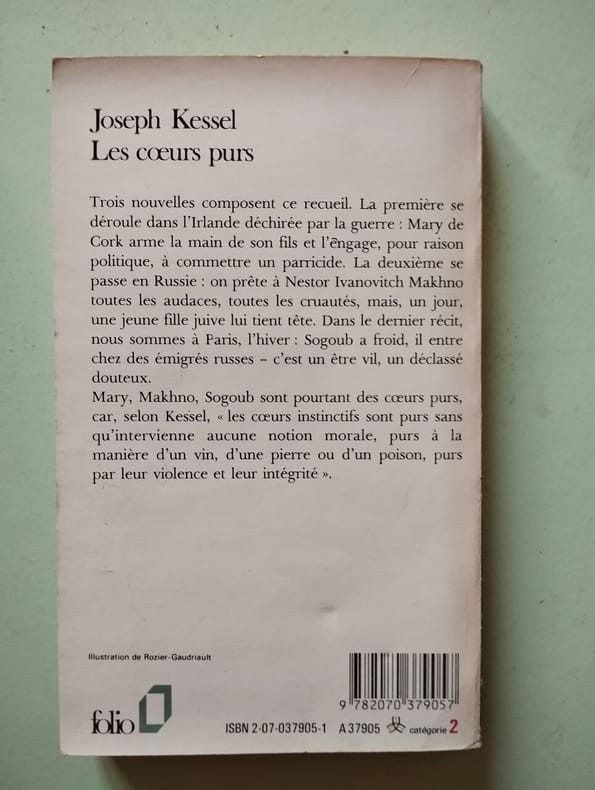 Joseph Kessel
Les cœurs purs
Trois nouvelles composent ce recueil. La première se
déroule dans l'Irlande déchirée par la guerre : Mary de
Cork arme la main de son fils et l'engage, pour raison
politique, à commettre un parricide. La deuxième se
passe en Russie : on prête à Nestor Ivanovitch Makhno
toutes les audaces, toutes les cruautés, mais, un jour,
une jeune fille juive lui tient tête. Dans le dernier récit,
nous sommes à Paris, l'hiver : Sogoub a froid, il entre
chez des émigrés russes – c'est un être vil, un déclassé
douteux.
Mary, Makhno, Sogoub sont pourtant des cœurs purs,
car, selon Kessel, « les cœurs instinctifs sont purs sans
qu'intervienne aucune notion morale, purs à la
manière d'un vin, d'une pierre ou d'un poison, purs
par leur violence et leur intégrité ».
Illustration de Rozier-Gaudriault
9 782070 379057
folio
ISBN 2-07-037905-1 A 37905 catégorie 2